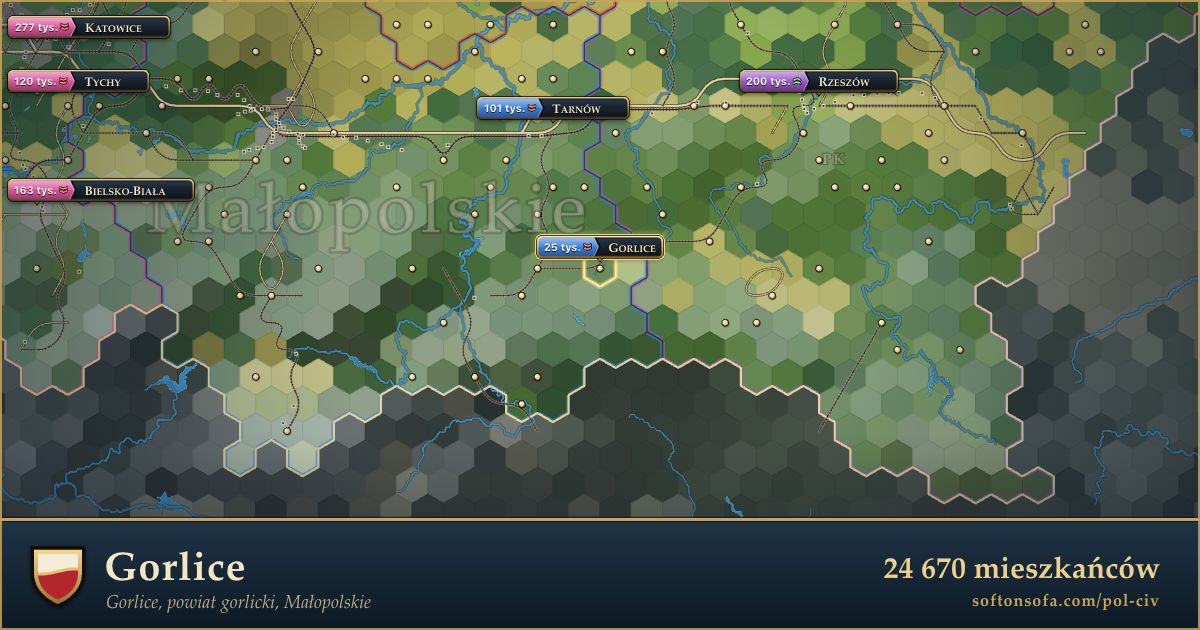 277 tys. KATOWICE
120 tys. TYCHY
200 tys. RZESZÓW
101 tys. TARNÓW
PK
163 tys. BIELSKO-BIAŁA
Małopolskie
25 tys. GORLICE
Gorlice
24 670 mieszkańców
Gorlice, powiat gorlicki, Małopolskie
softonsofa.com/pol-civ